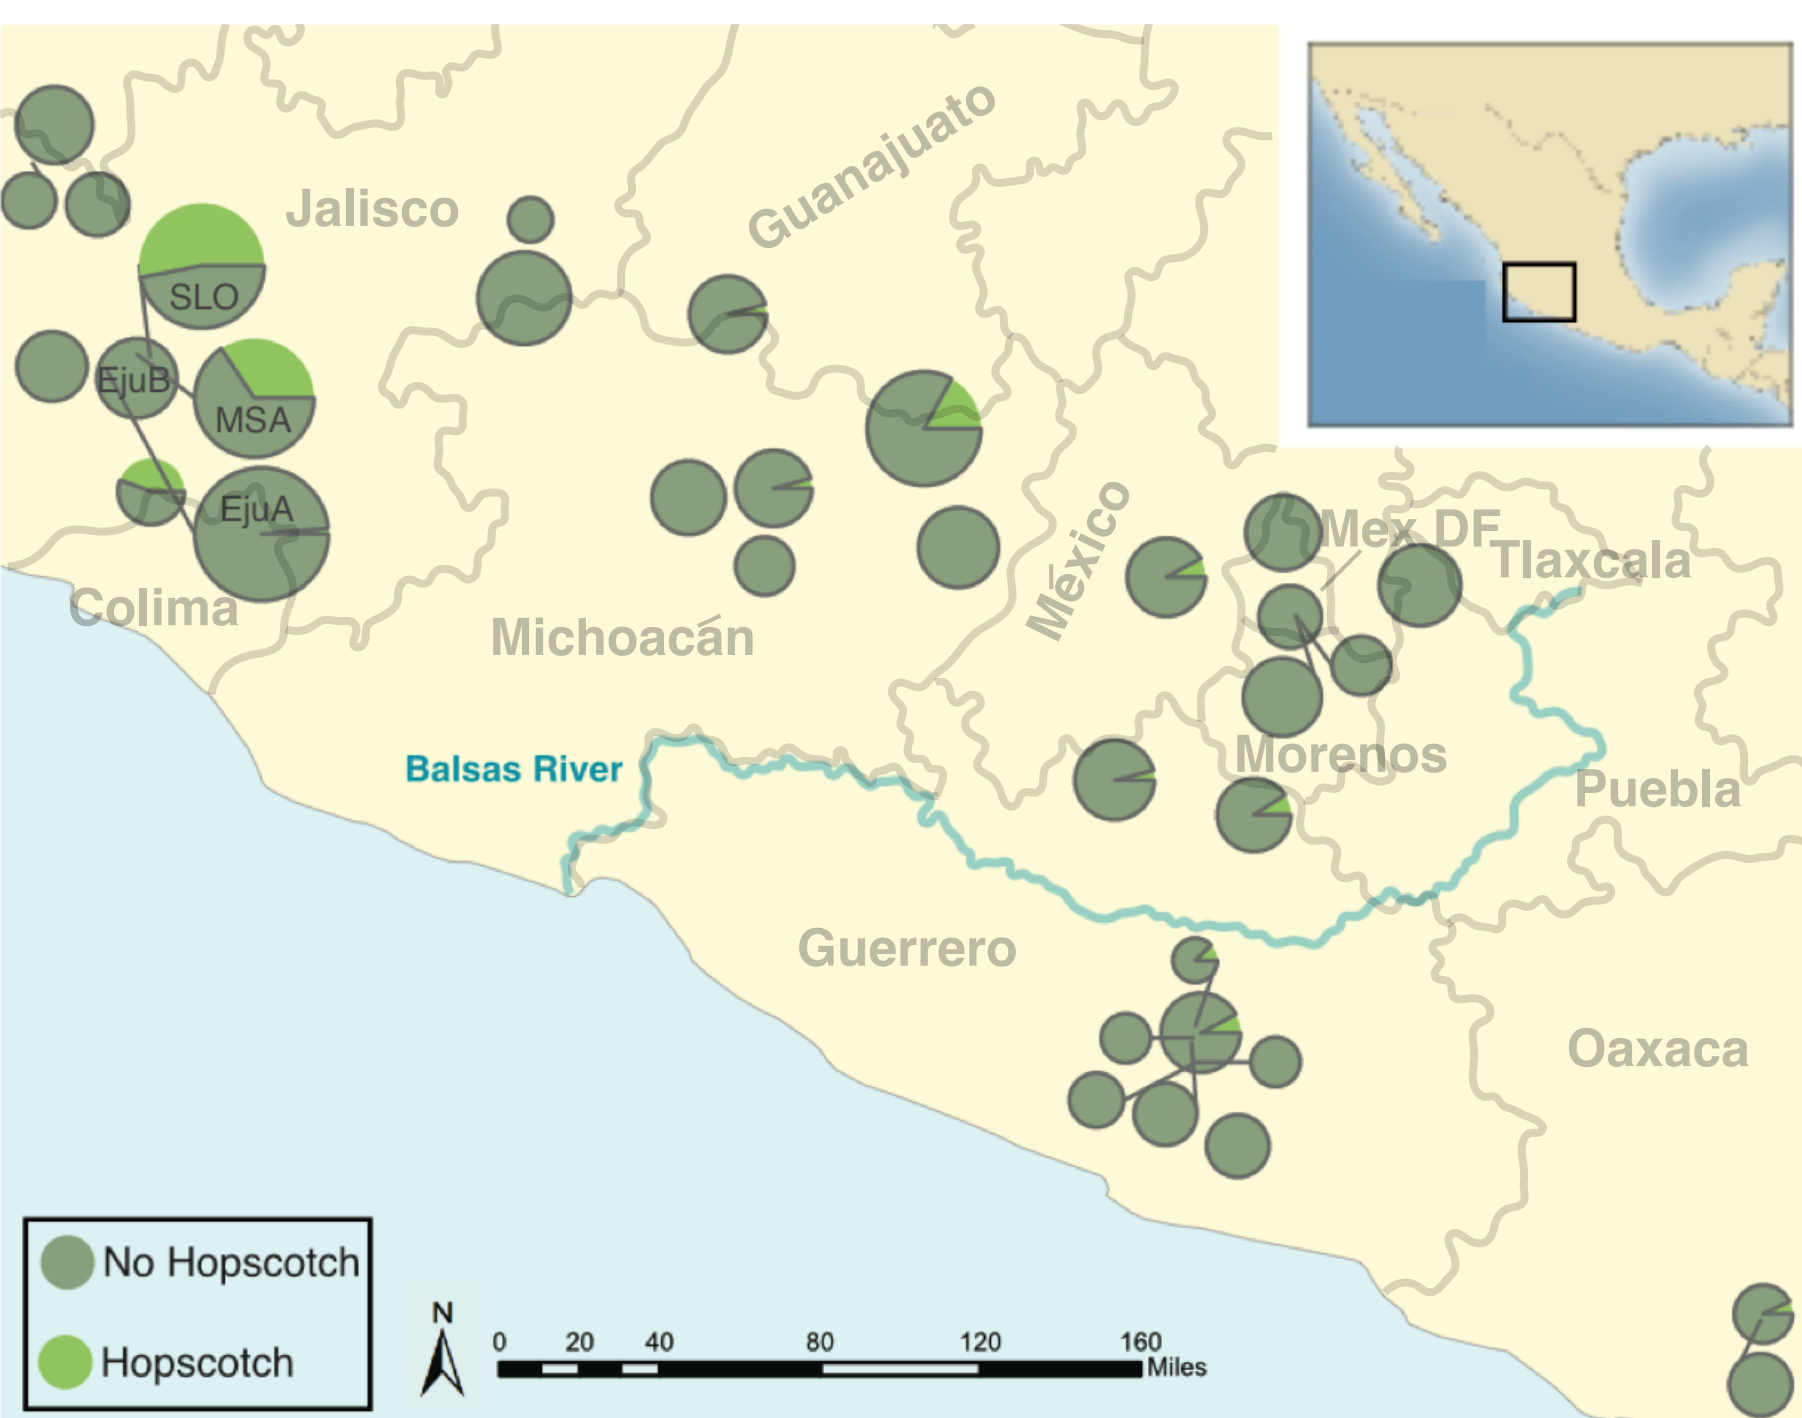 Guanajuato
Jalisco
SLO
EjuB
MSA
EjuA
México
Mex DF
Tlaxcala
Colima
Michoacán
Morenos
Balsas River
Puebla
Guerrero
Oaxaca
No Hopscotch
Hopscotch
N
0 20 40 80 120 160
Miles